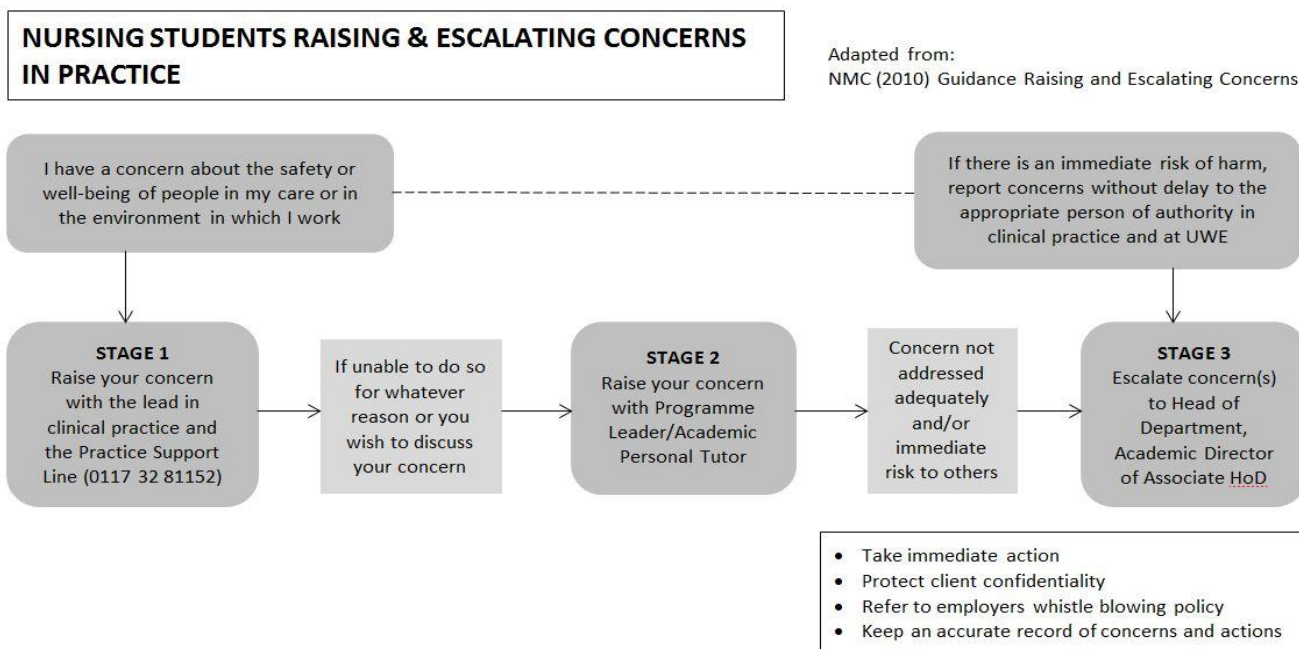 NURSING STUDENTS RAISING & ESCALATING CONCERNS
IN PRACTICE
Adapted from:
NMC (2010) Guidance Raising and Escalating Concerns
I have a concern about the safety or
well-being of people in my care or in
the environment in which I work
If there is an immediate risk of harm,
report concerns without delay to the
appropriate person of authority in
clinical practice and at UWE
STAGE 1
Raise your concern
with the lead in
clinical practice and
the Practice Support
Line (0117 32 81152)
If unable to do so
for whatever
reason or you
wish to discuss
your concern
STAGE 2
Raise your concern
with Programme
Leader/Academic
Personal Tutor
Concern not
addressed
adequately
and/or
immediate
risk to others
STAGE 3
Escalate concern(s)
to Head of
Department,
Academic Director
of Associate HoD
• Take immediate action
• Protect client confidentiality
• Refer to employers whistle blowing policy
• Keep an accurate record of concerns and actions